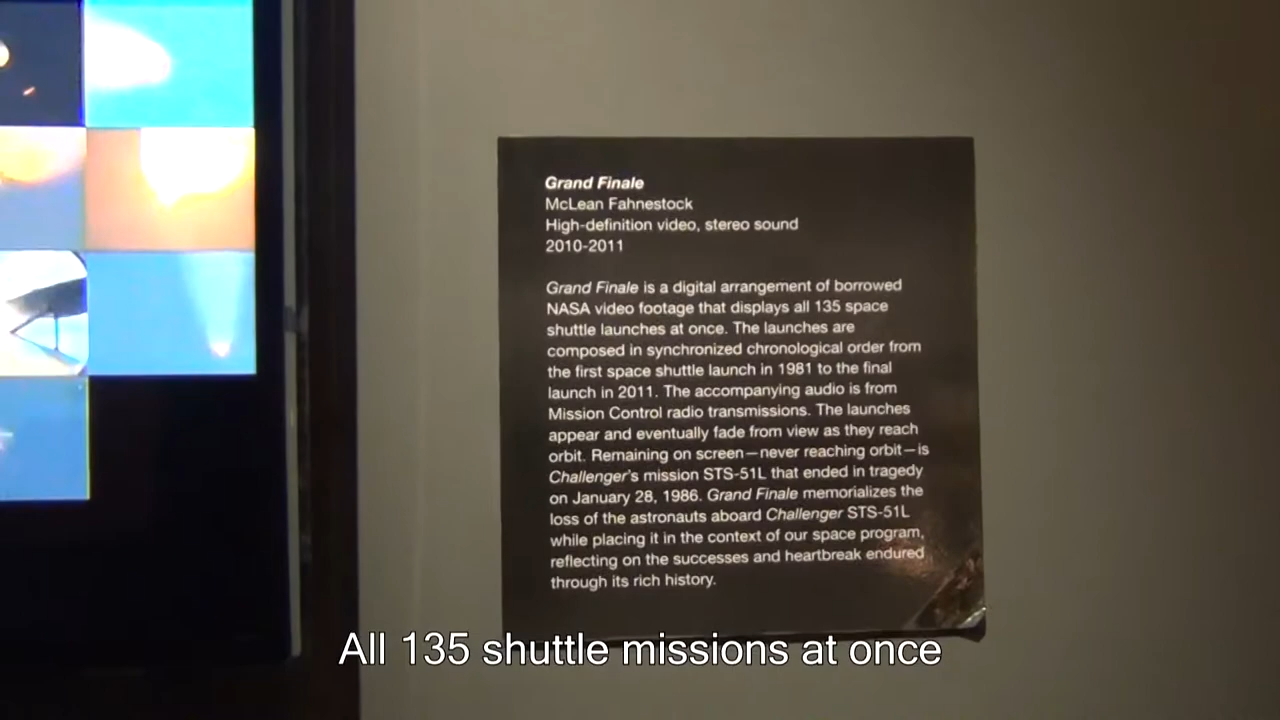 Grand Finale
McLean Fahnestock
High-definition video, stereo sound
2010-2011
Grand Finale is a digital arrangement of borrowed
NASA video footage that displays all 135 space
shuttle launches at once. The launches are
composed in synchronized chronological order from
the first space shuttle launch in 1981 to the final
launch in 2011. The accompanying audio is from
Mission Control radio transmissions. The launches
appear and eventually fade from view as they reach
orbit. Remaining on screen—never reaching orbit—is
Challenger's mission STS-51L that ended in tragedy
on January 28, 1986. Grand Finale memorializes the
loss of the astronauts aboard Challenger STS-51L
while placing it in the context of our space program,
reflecting on the successes and heartbreak endured
through its rich history.
All 135 shuttle missions at once